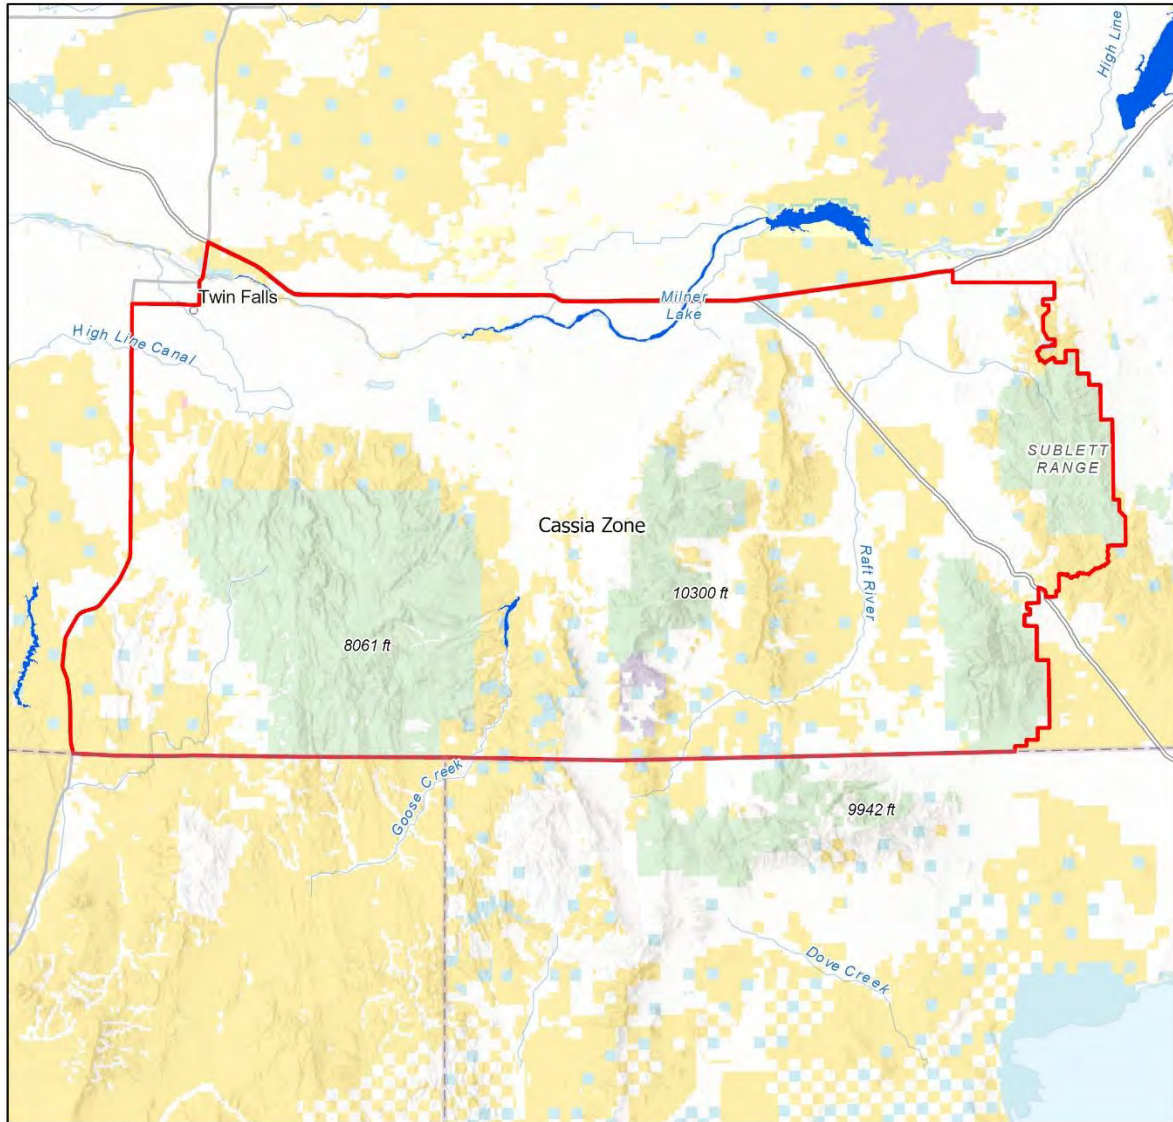 High Line
Twin Falls
Milner
Lake
High Line Canal
SUBLETT
RANGE
Cassia Zone
Raft River
10300 ft
8061 ft
Goose Creek
9942 ft
Dove Creek